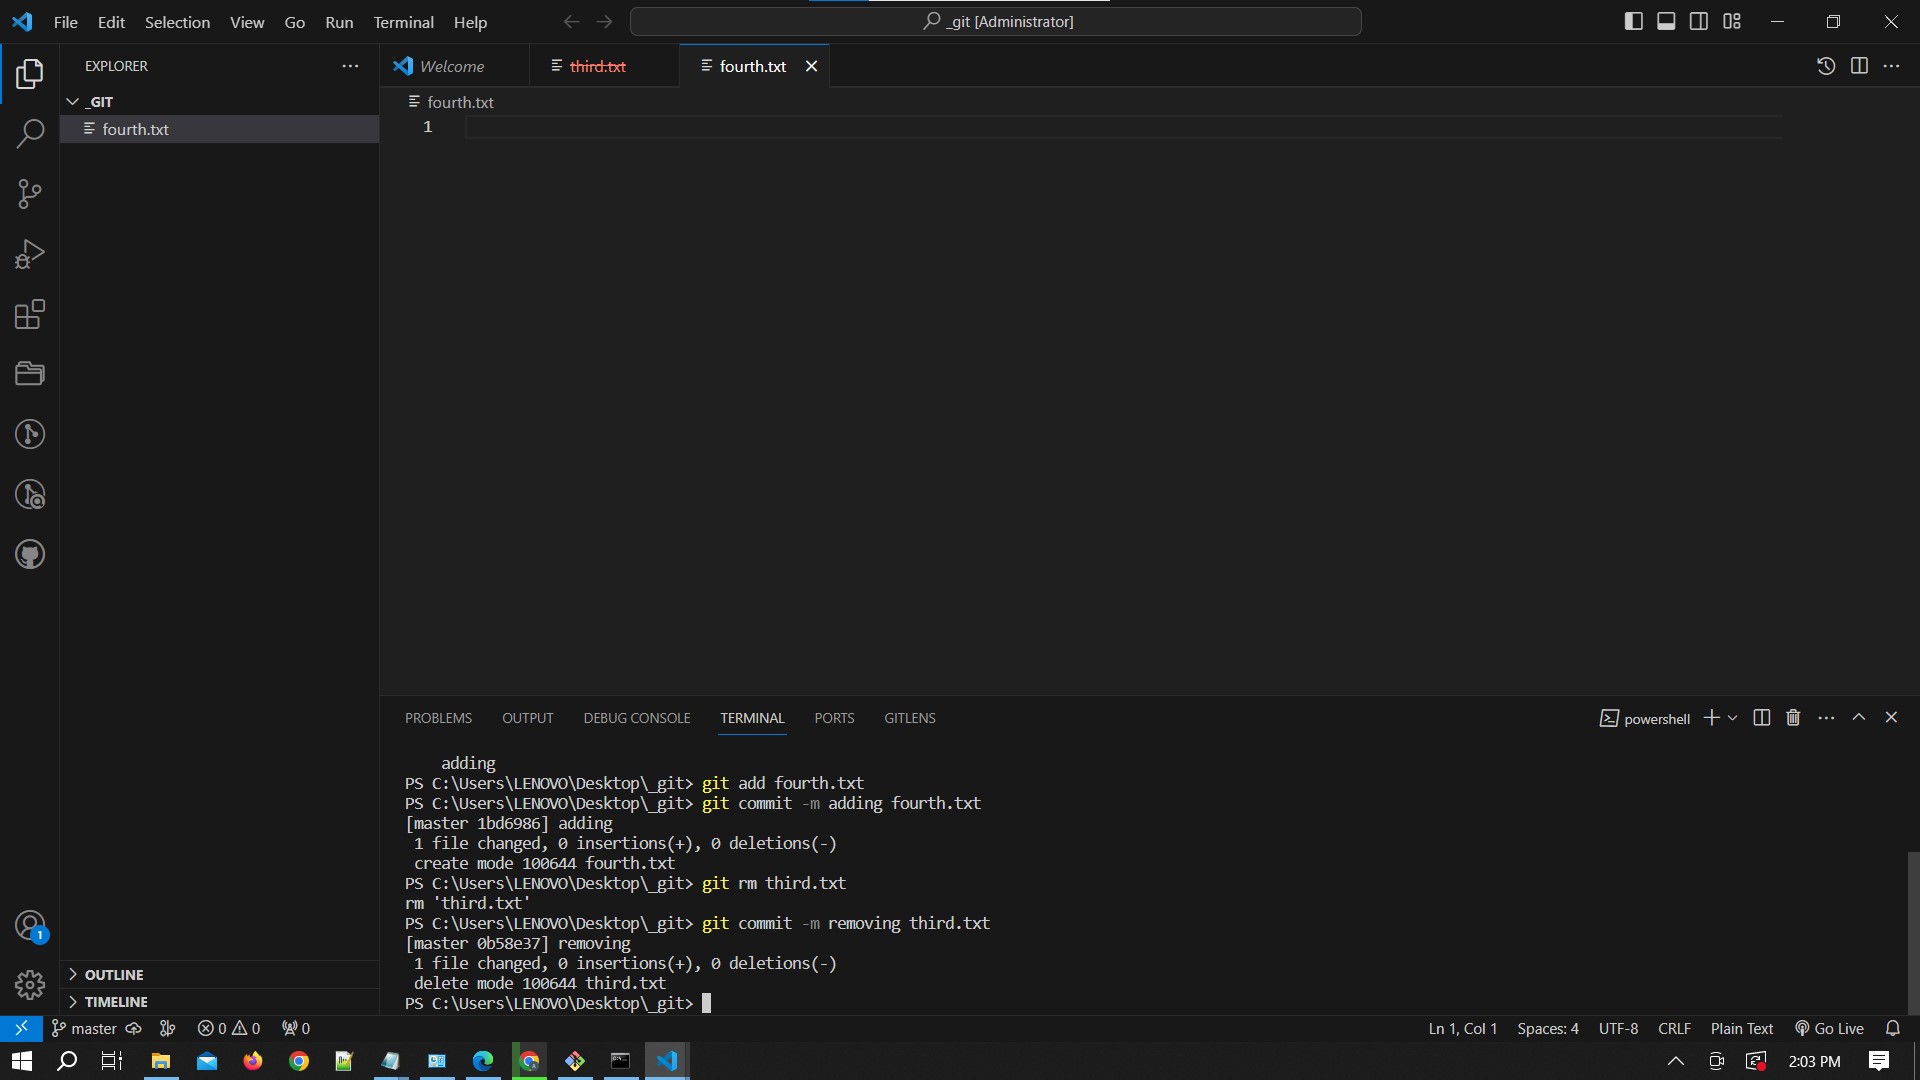 File Edit Selection View Go Run Terminal Help
_git [Administrator]
EXPLORER
Welcome
third.txt
fourth.txt
_GIT
fourth.txt
fourth.txt
1
PROBLEMS OUTPUT DEBUG CONSOLE TERMINAL PORTS GITLENS
powershell
adding
PS C:\Users\LENOVO\Desktop\_git> git add fourth.txt
PS C:\Users\LENOVO\Desktop\_git> git commit -m adding fourth.txt
[master 1bd6986] adding
1 file changed, 0 insertions(+), 0 deletions(-)
create mode 100644 fourth.txt
PS C:\Users\LENOVO\Desktop\_git> git rm third.txt
rm 'third.txt'
PS C:\Users\LENOVO\Desktop\_git> git commit -m removing third.txt
[master 0b58e37] removing
1 file changed, 0 insertions(+), 0 deletions(-)
delete mode 100644 third.txt
PS C:\Users\LENOVO\Desktop\_git>
1
OUTLINE
TIMELINE
master 0 0 0
Ln 1, Col 1 Spaces: 4 UTF-8 CRLF Plain Text Go Live
2:03 PM